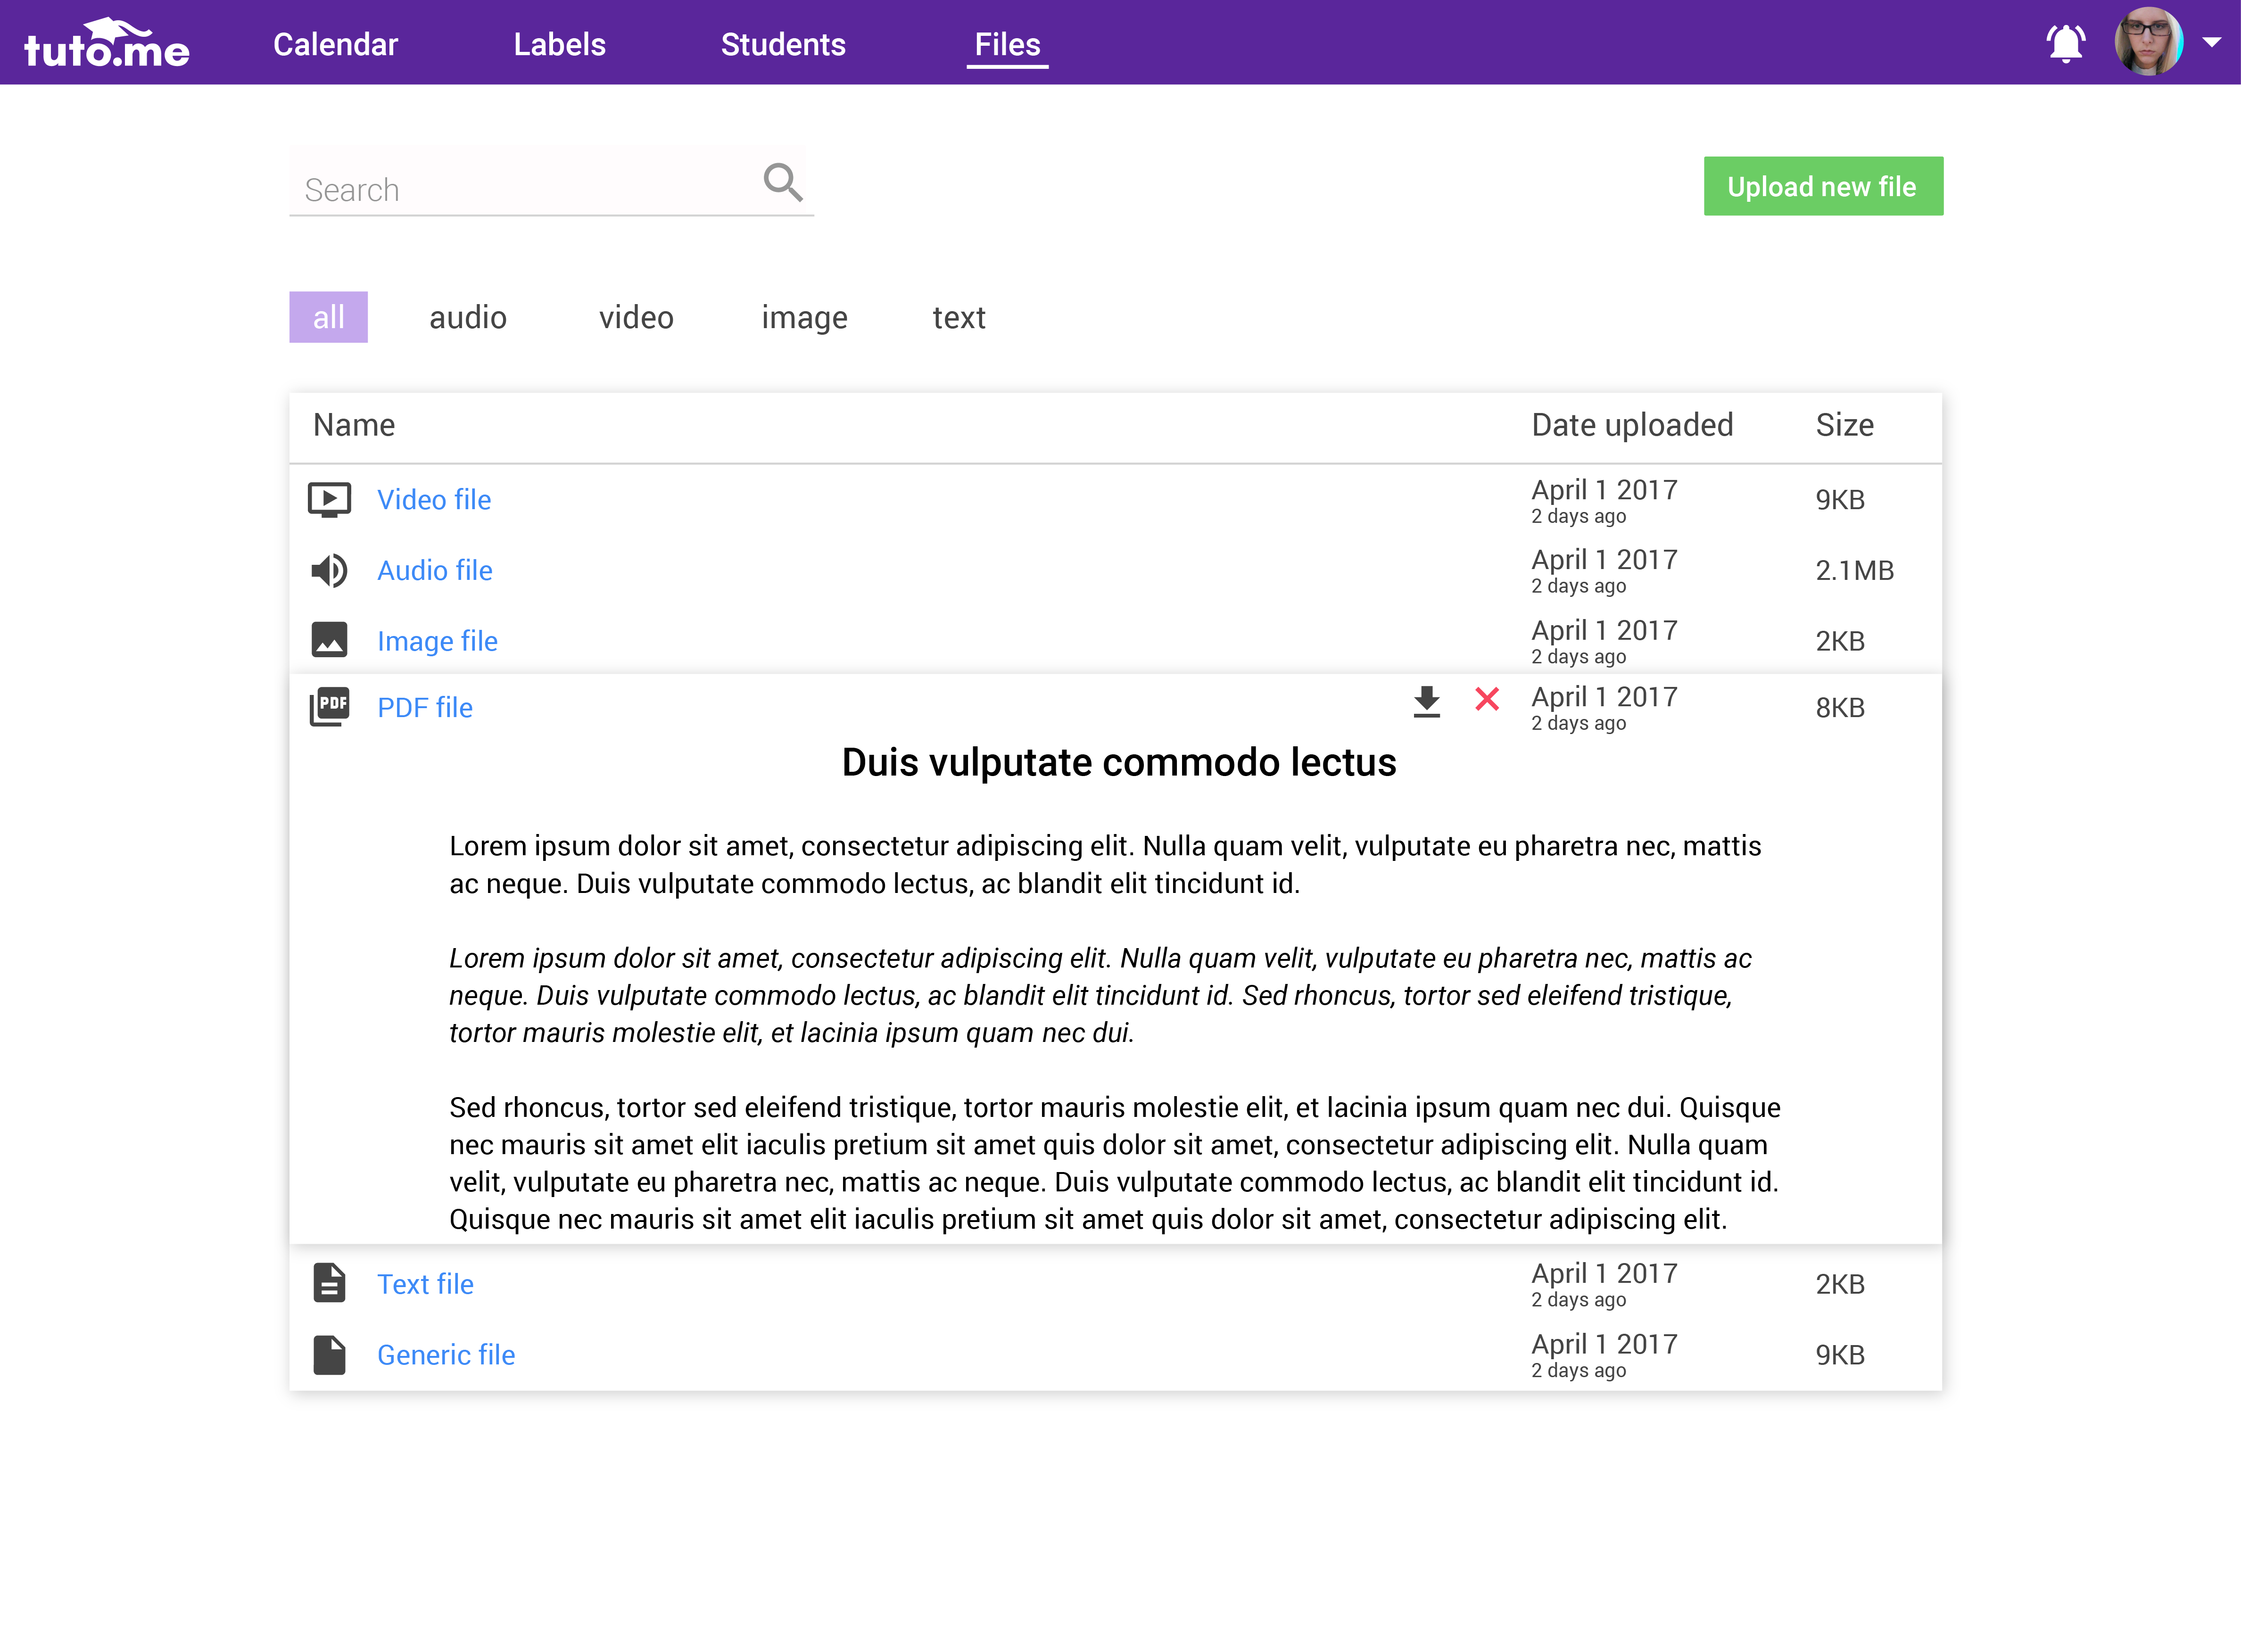 tuto.me
Calendar
Labels
Students
Files
Search
Upload new file
all
audio
video
image
text
Name
Date uploaded
Size
Video file
April 1 2017
2 days ago
9KB
Audio file
April 1 2017
2 days ago
2.1MB
Image file
April 1 2017
2 days ago
2KB
PDF
PDF file
April 1 2017
2 days ago
8KB
Duis vulputate commodo lectus
Lorem ipsum dolor sit amet, consectetur adipiscing elit. Nulla quam velit, vulputate eu pharetra nec, mattis
ac neque. Duis vulputate commodo lectus, ac blandit elit tincidunt id.
Lorem ipsum dolor sit amet, consectetur adipiscing elit. Nulla quam velit, vulputate eu pharetra nec, mattis ac
neque. Duis vulputate commodo lectus, ac blandit elit tincidunt id. Sed rhoncus, tortor sed eleifend tristique,
tortor mauris molestie elit, et lacinia ipsum quam nec dui.
Sed rhoncus, tortor sed eleifend tristique, tortor mauris molestie elit, et lacinia ipsum quam nec dui. Quisque
nec mauris sit amet elit iaculis pretium sit amet quis dolor sit amet, consectetur adipiscing elit. Nulla quam
velit, vulputate eu pharetra nec, mattis ac neque. Duis vulputate commodo lectus, ac blandit elit tincidunt id.
Quisque nec mauris sit amet elit iaculis pretium sit amet quis dolor sit amet, consectetur adipiscing elit.
Text file
April 1 2017
2 days ago
2KB
Generic file
April 1 2017
2 days ago
9KB